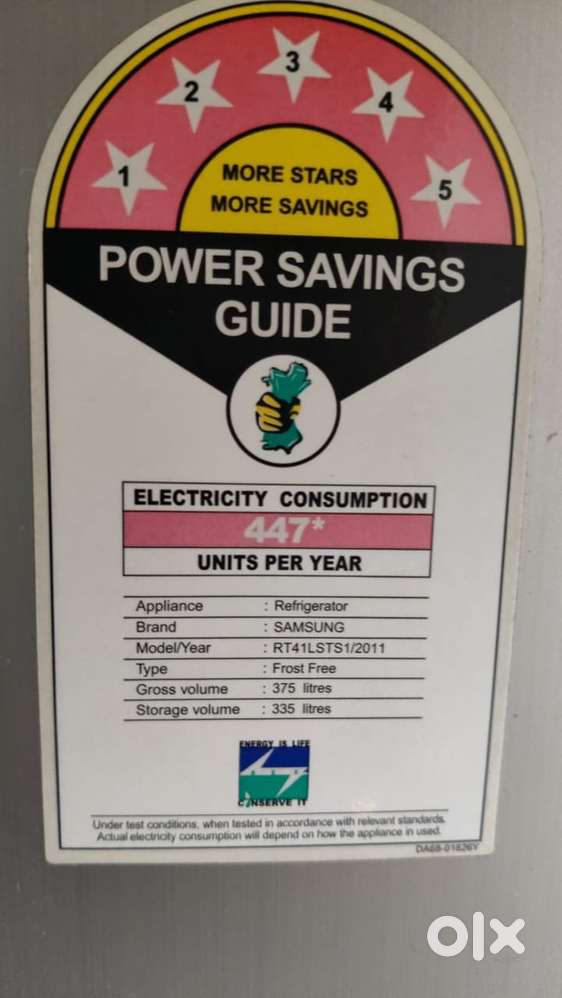 1 2 3 4 5
MORE STARS
MORE SAVINGS
POWER SAVINGS
GUIDE
ELECTRICITY CONSUMPTION
447*
UNITS PER YEAR
Appliance : Refrigerator
Brand : SAMSUNG
Model/Year : RT41LSTS1/2011
Type : Frost Free
Gross volume : 375 litres
Storage volume : 335 litres
ENERGY IS LIFE
CONSERVE IT
Under test conditions, when tested in accordance with relevant standards.
Actual electricity consumption will depend on how the appliance in used.
DA68-01826Y
olx